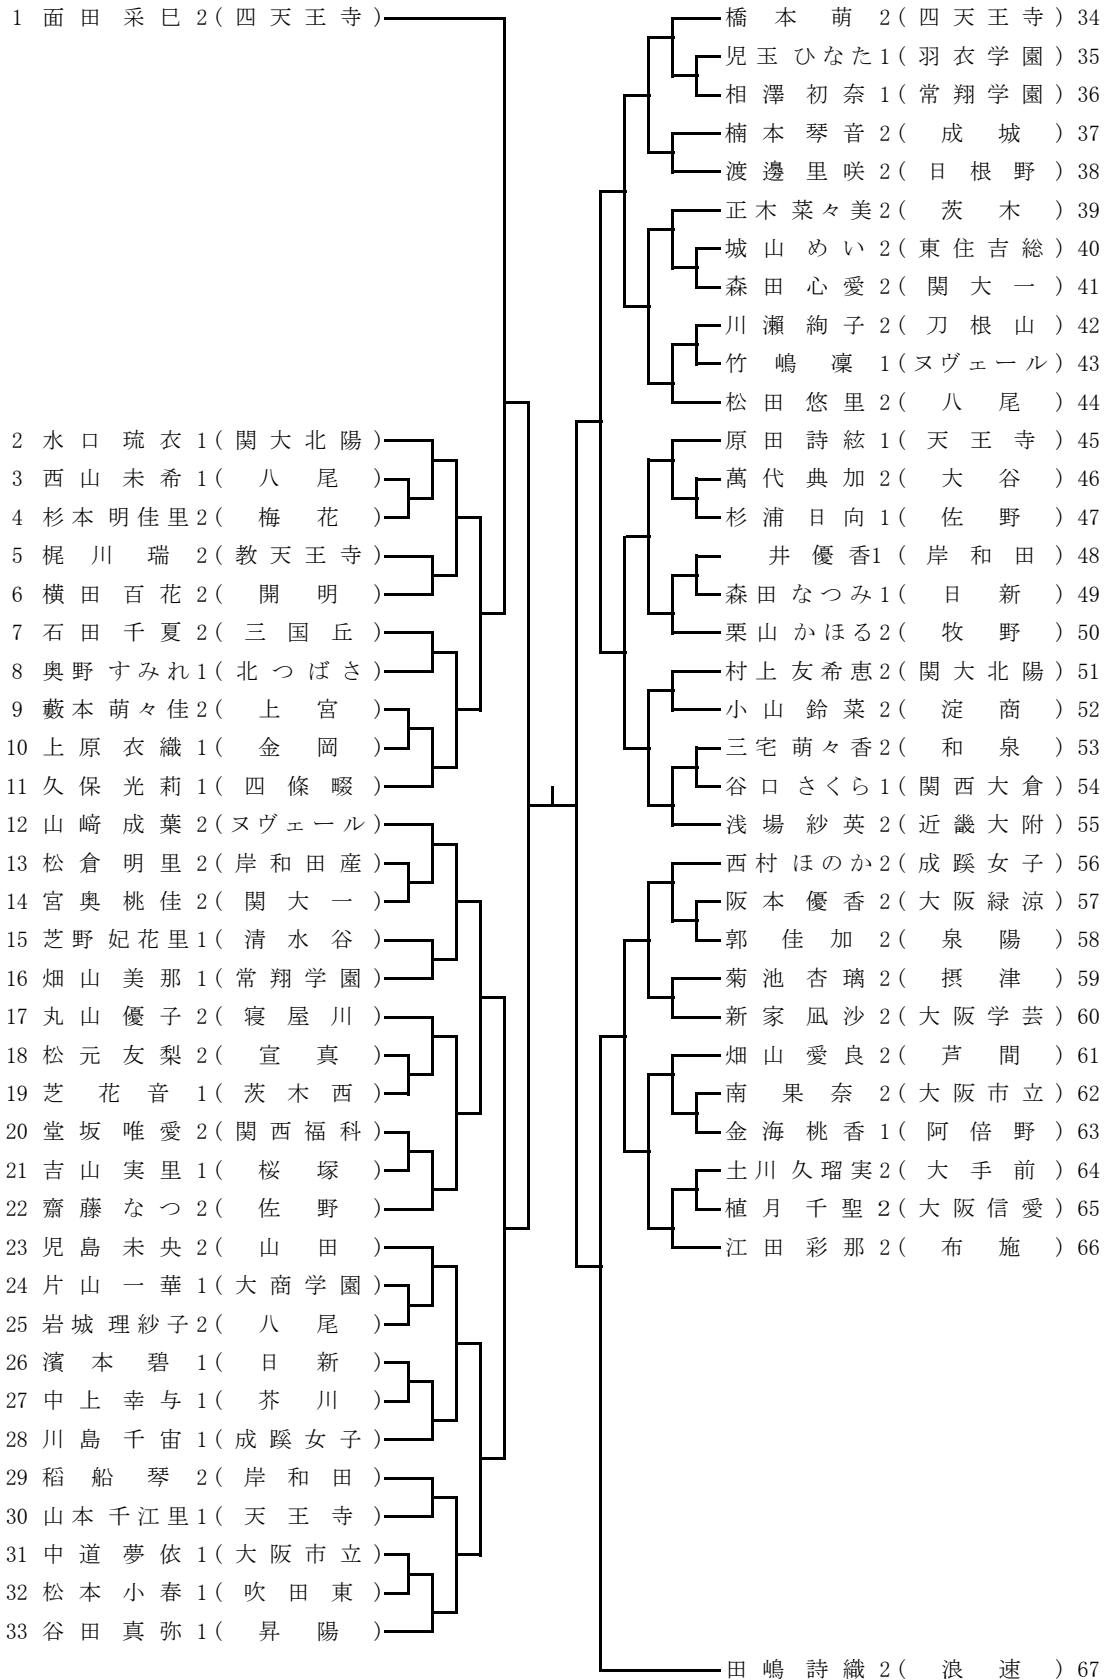 1 面田采巳 2(四天王寺)
2 水口琉衣 1(関大北陽)
3 西山未希 1(八尾)
4 杉本明佳里 2(梅花)
5 梶川瑞 2(教天王寺)
6 横田百花 2(開明)
7 石田千夏 2(三国丘)
8 奥野すみれ 1(北つばさ)
9 藪本萌々佳 2(上宮)
10 上原衣織 1(金岡)
11 久保光莉 1(四條畷)
12 山﨑成葉 2(ヌヴェール)
13 松倉明里 2(岸和田産)
14 宮奥桃佳 2(関大一)
15 芝野妃花里 1(清水谷)
16 畑山美那 1(常翔学園)
17 丸山優子 2(寝屋川)
18 松元友梨 2(宣真)
19 芝花音 1(茨木西)
20 堂坂唯愛 2(関西福科)
21 吉山実里 1(桜塚)
22 齋藤なつ 2(佐野)
23 児島未央 2(山田)
24 片山一華 1(大商学園)
25 岩城理紗子 2(八尾)
26 濱本碧 1(日新)
27 中上幸与 1(芥川)
28 川島千宙 1(成蹊女子)
29 稻船琴 2(岸和田)
30 山本千江里 1(天王寺)
31 中道夢依 1(大阪市立)
32 松本小春 1(吹田東)
33 谷田真弥 1(昇陽)
橋本萌 2(四天王寺) 34
児玉ひなた 1(羽衣学園) 35
相澤初奈 1(常翔学園) 36
楠本琴音 2(成城) 37
渡邊里咲 2(日根野) 38
正木菜々美 2(茨木) 39
城山めい 2(東住吉総) 40
森田心愛 2(関大一) 41
川瀬絢子 2(刀根山) 42
竹嶋凜 1(ヌヴェール) 43
松田悠里 2(八尾) 44
原田詩絃 1(天王寺) 45
萬代典加 2(大谷) 46
杉浦日向 1(佐野) 47
井優香1(岸和田) 48
森田なつみ 1(日新) 49
栗山かほる 2(牧野) 50
村上友希恵 2(関大北陽) 51
小山鈴菜 2(淀商) 52
三宅萌々香 2(和泉) 53
谷口さくら 1(関西大倉) 54
浅場紗英 2(近畿大附) 55
西村ほのか 2(成蹊女子) 56
阪本優香 2(大阪緑涼) 57
郭佳加 2(泉陽) 58
菊池杏璃 2(摂津) 59
新家凪沙 2(大阪学芸) 60
畑山愛良 2(芦間) 61
南果奈 2(大阪市立) 62
金海桃香 1(阿倍野) 63
土川久瑠実 2(大手前) 64
植月千聖 2(大阪信愛) 65
江田彩那 2(布施) 66
田嶋詩織 2(浪速) 67